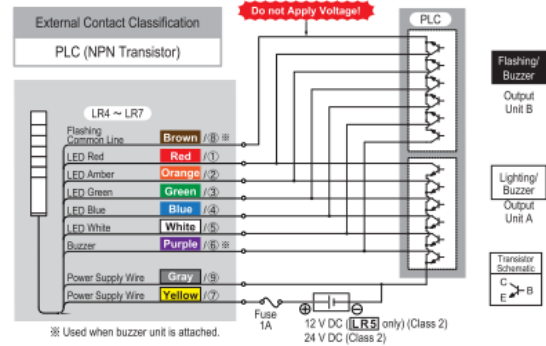 External Contact Classification
PLC (NPN Transistor)
Do not Apply Voltage!
PLC
LR4 ~ LR7
Flashing
Common Line
Brown /⑧ ※
LED Red
Red /①
LED Amber
Orange /②
LED Green
Green /③
LED Blue
Blue /④
LED White
White /⑤
Buzzer
Purple /⑥ ※
Power Supply Wire
Gray /⑨
Power Supply Wire
Yellow /⑦
※ Used when buzzer unit is attached.
Fuse
1A
⊕ ⊖
12 V DC (LR5 only) (Class 2)
24 V DC (Class 2)
Flashing/
Buzzer
Output
Unit B
Lighting/
Buzzer
Output
Unit A
Transistor
Schematic
C
B
E